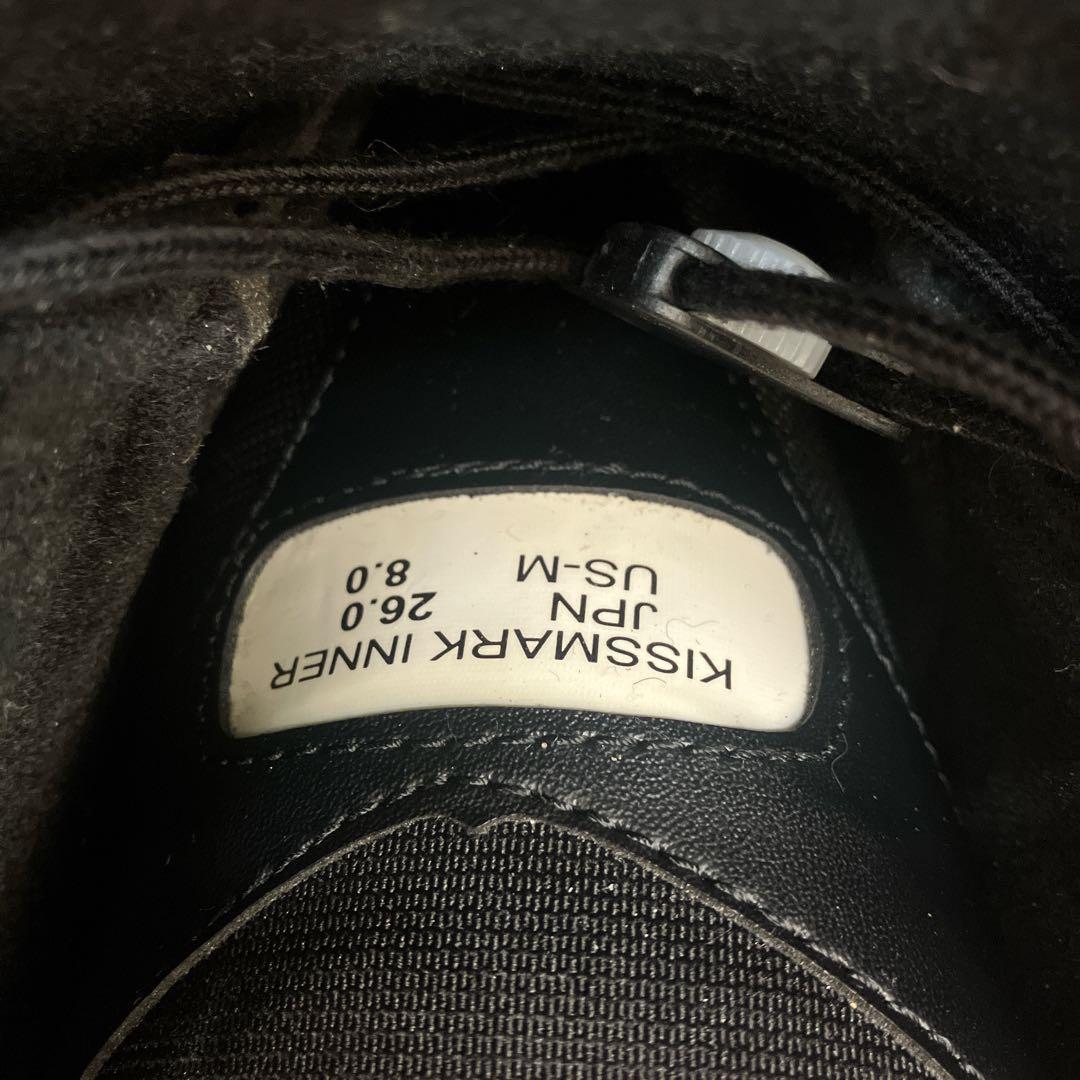 KISSMARK INNER
JPN 26.0
US-M 8.0